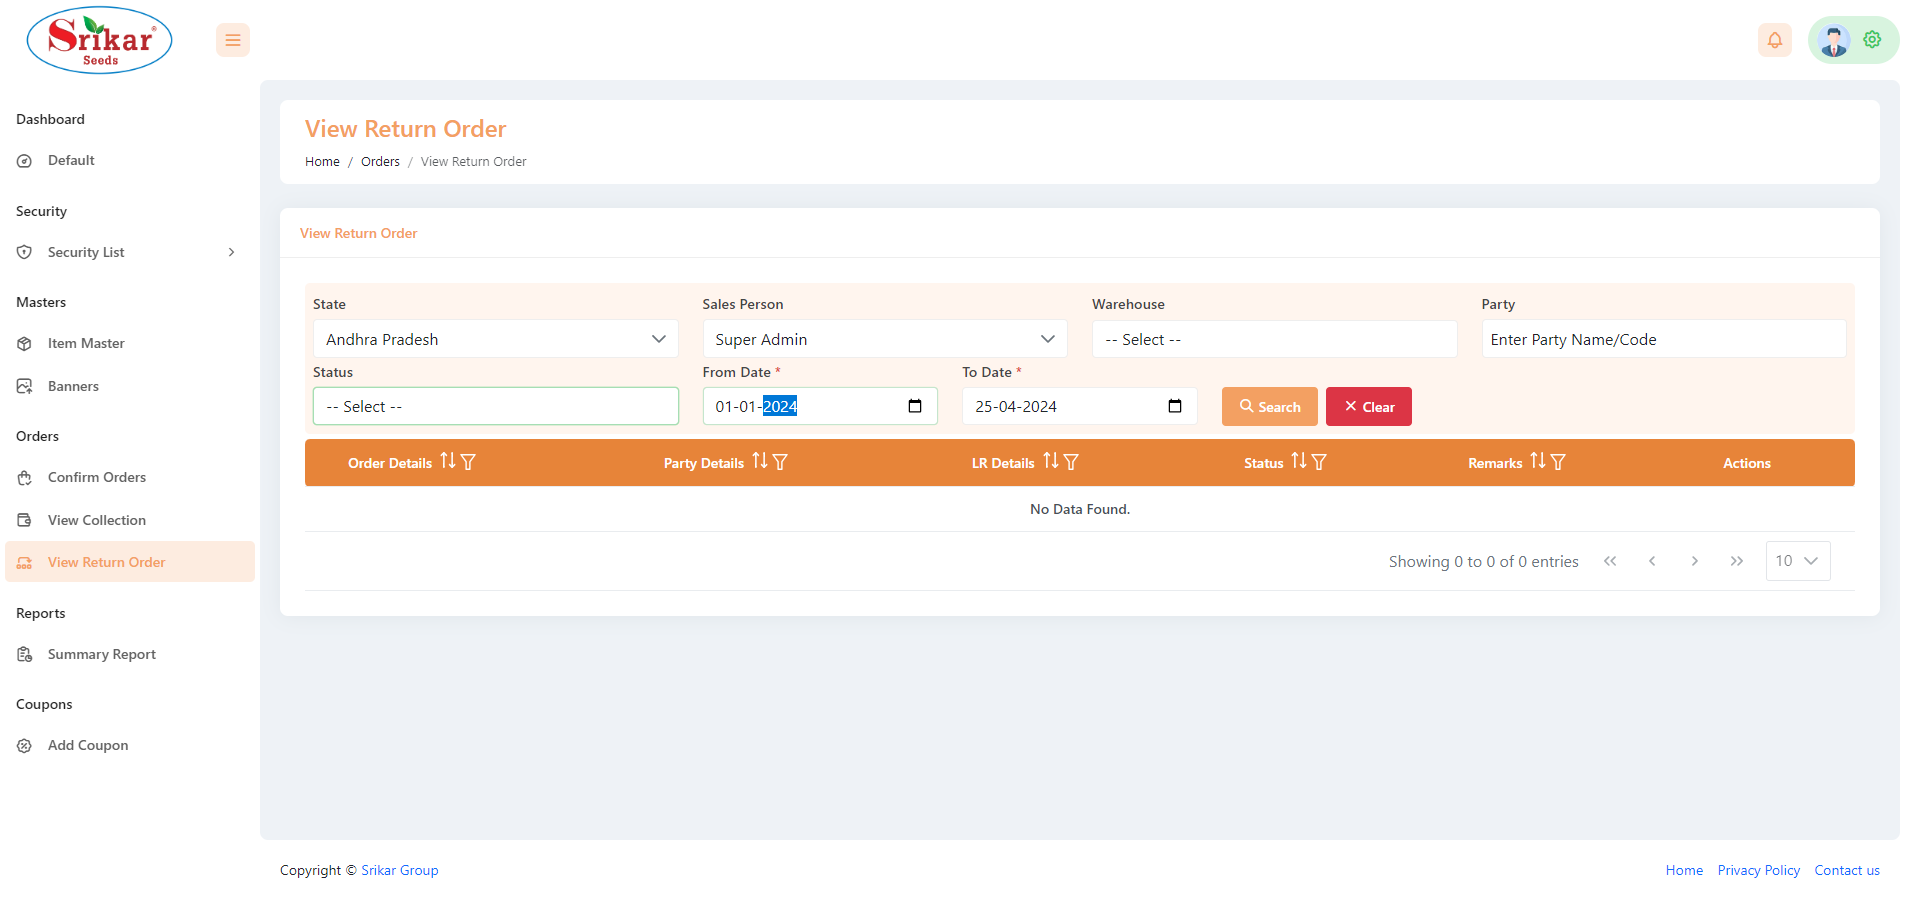 Srikar®
Seeds
Dashboard
Default
Security
Security List
Masters
Item Master
Banners
Orders
Confirm Orders
View Collection
View Return Order
Reports
Summary Report
Coupons
Add Coupon
View Return Order
Home / Orders / View Return Order
View Return Order
State Sales Person Warehouse Party
Andhra Pradesh Super Admin -- Select -- Enter Party Name/Code
Status From Date * To Date *
-- Select -- 01-01-2024 25-04-2024 Search Clear
Order Details Party Details LR Details Status Remarks Actions
No Data Found.
Showing 0 to 0 of 0 entries 10
Copyright © Srikar Group Home Privacy Policy Contact us